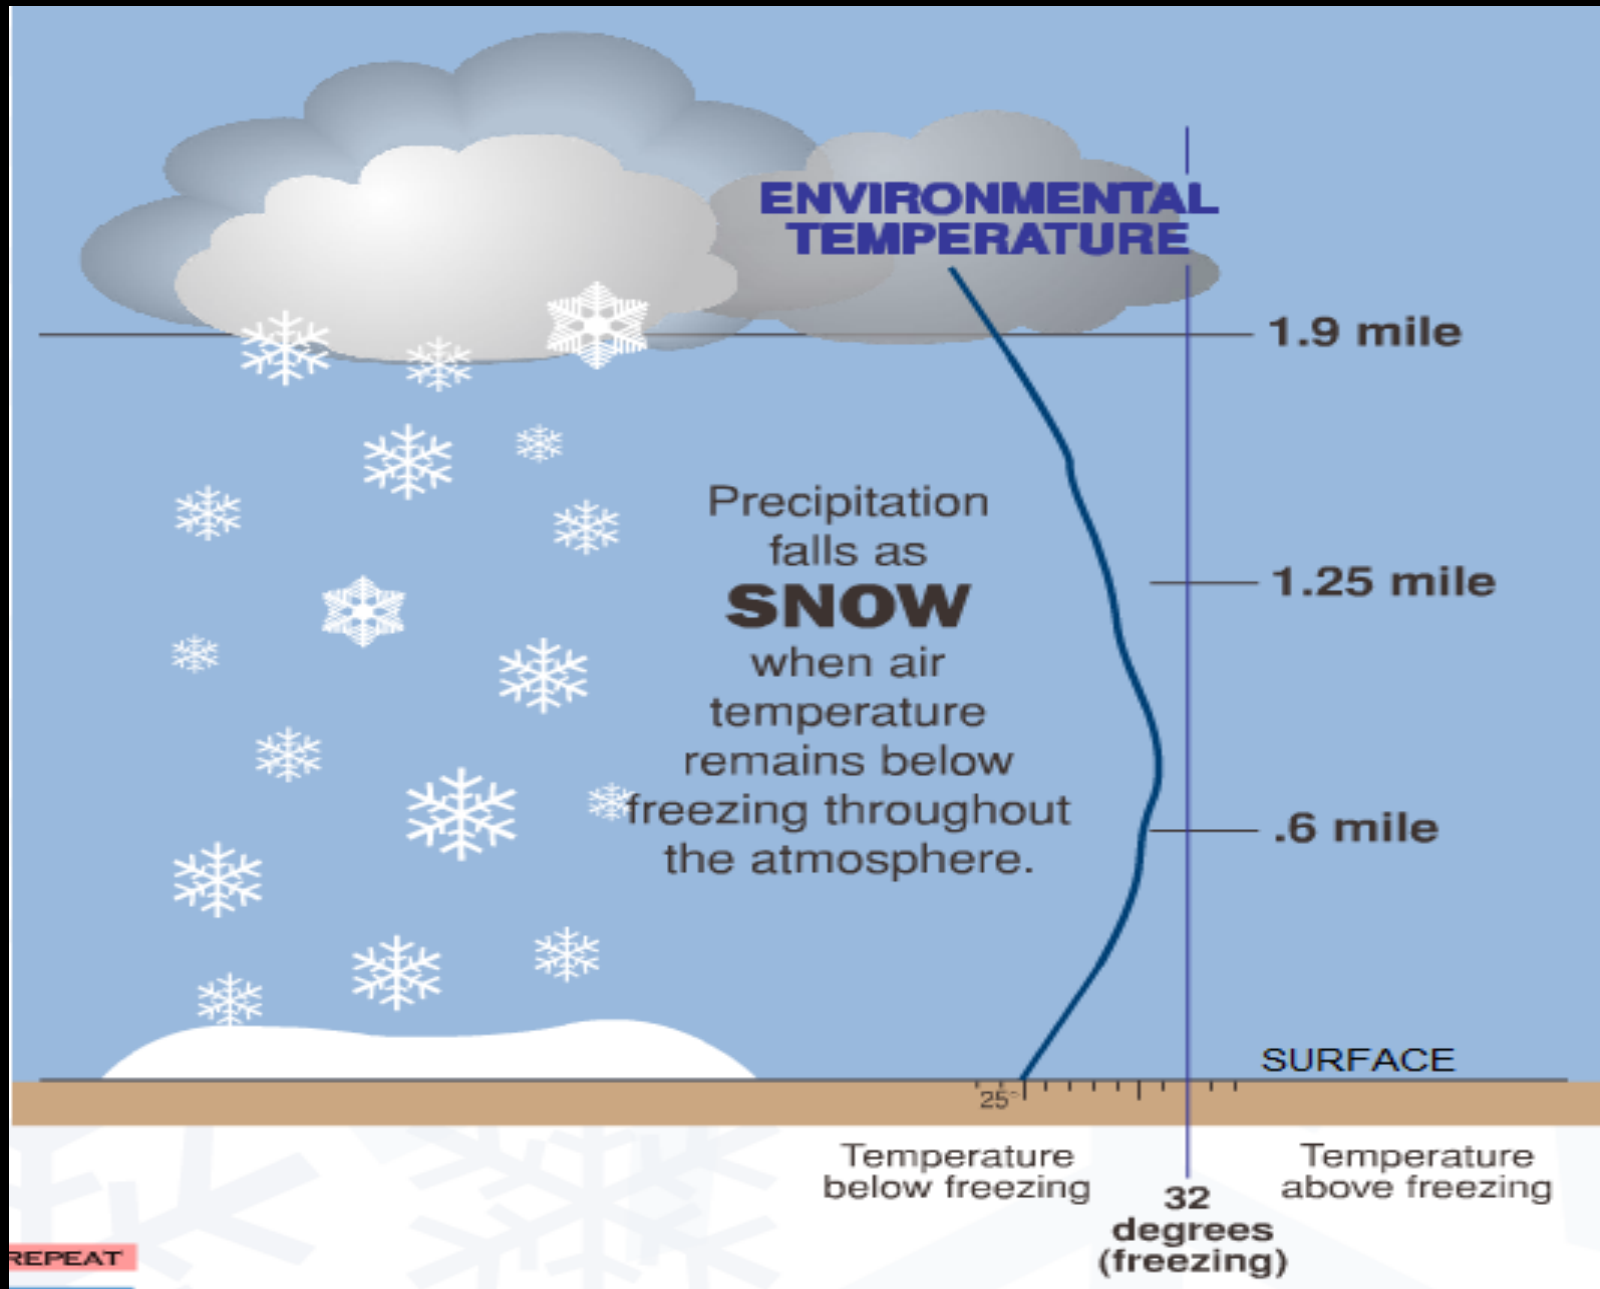 ENVIRONMENTAL
TEMPERATURE
1.9 mile
Precipitation
falls as
SNOW
when air
temperature
remains below
freezing throughout
the atmosphere.
1.25 mile
.6 mile
SURFACE
25°
Temperature
below freezing
32
degrees
(freezing)
Temperature
above freezing
REPEAT